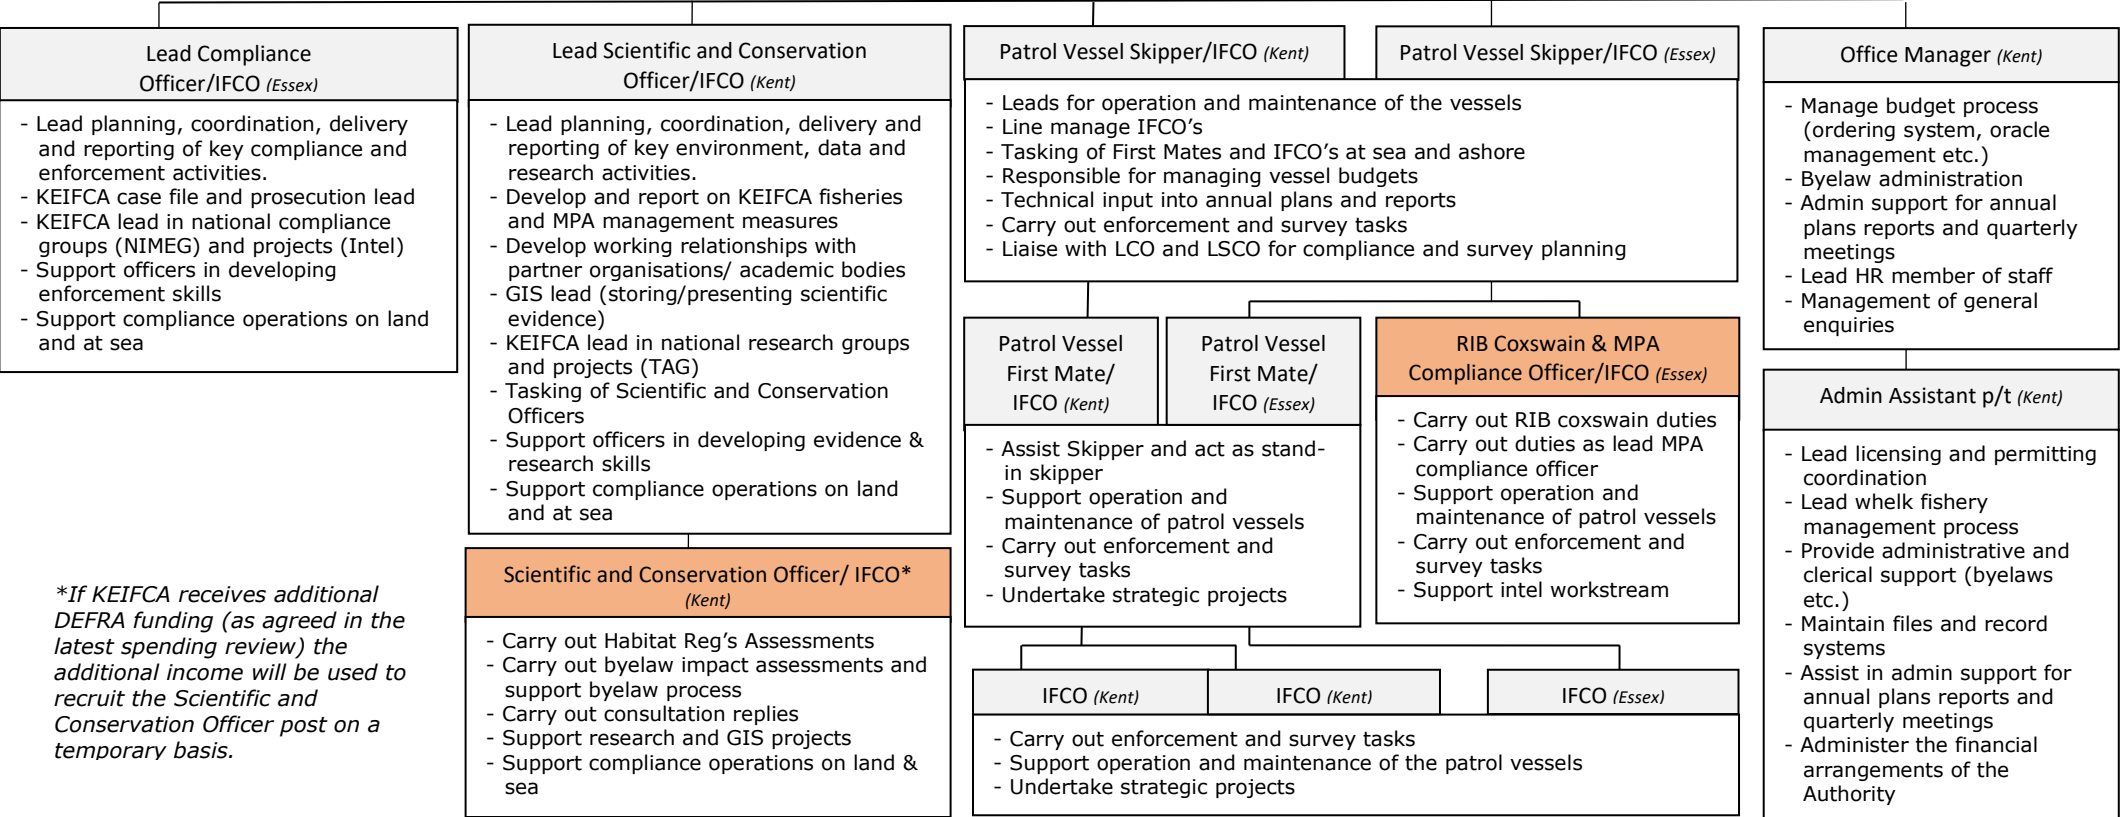 Lead Compliance
Officer/IFCO (Essex)
- Lead planning, coordination, delivery
and reporting of key compliance and
enforcement activities.
- KEIFCA case file and prosecution lead
- KEIFCA lead in national compliance
groups (NIMEG) and projects (Intel)
- Support officers in developing
enforcement skills
- Support compliance operations on land
and at sea
Lead Scientific and Conservation
Officer/IFCO (Kent)
- Lead planning, coordination, delivery and
reporting of key environment, data and
research activities.
- Develop and report on KEIFCA fisheries
and MPA management measures
- Develop working relationships with
partner organisations/ academic bodies
- GIS lead (storing/presenting scientific
evidence)
- KEIFCA lead in national research groups
and projects (TAG)
- Tasking of Scientific and Conservation
Officers
- Support officers in developing evidence &
research skills
- Support compliance operations on land
and at sea
Scientific and Conservation Officer/ IFCO*
(Kent)
- Carry out Habitat Reg's Assessments
- Carry out byelaw impact assessments and
support byelaw process
- Carry out consultation replies
- Support research and GIS projects
- Support compliance operations on land &
sea
*If KEIFCA receives additional
DEFRA funding (as agreed in the
latest spending review) the
additional income will be used to
recruit the Scientific and
Conservation Officer post on a
temporary basis.
Patrol Vessel Skipper/IFCO (Kent)
Patrol Vessel Skipper/IFCO (Essex)
- Leads for operation and maintenance of the vessels
- Line manage IFCO's
- Tasking of First Mates and IFCO's at sea and ashore
- Responsible for managing vessel budgets
- Technical input into annual plans and reports
- Carry out enforcement and survey tasks
- Liaise with LCO and LSCO for compliance and survey planning
Patrol Vessel
First Mate/
IFCO (Kent)
Patrol Vessel
First Mate/
IFCO (Essex)
- Assist Skipper and act as stand-
in skipper
- Support operation and
maintenance of patrol vessels
- Carry out enforcement and
survey tasks
- Undertake strategic projects
RIB Coxswain & MPA
Compliance Officer/IFCO (Essex)
- Carry out RIB coxswain duties
- Carry out duties as lead MPA
compliance officer
- Support operation and
maintenance of patrol vessels
- Carry out enforcement and
survey tasks
- Support intel workstream
IFCO (Kent)
IFCO (Kent)
IFCO (Essex)
- Carry out enforcement and survey tasks
- Support operation and maintenance of the patrol vessels
- Undertake strategic projects
Office Manager (Kent)
- Manage budget process
(ordering system, oracle
management etc.)
- Byelaw administration
- Admin support for annual
plans reports and quarterly
meetings
- Lead HR member of staff
- Management of general
enquiries
Admin Assistant p/t (Kent)
- Lead licensing and permitting
coordination
- Lead whelk fishery
management process
- Provide administrative and
clerical support (byelaws
etc.)
- Maintain files and record
systems
- Assist in admin support for
annual plans reports and
quarterly meetings
- Administer the financial
arrangements of the
Authority